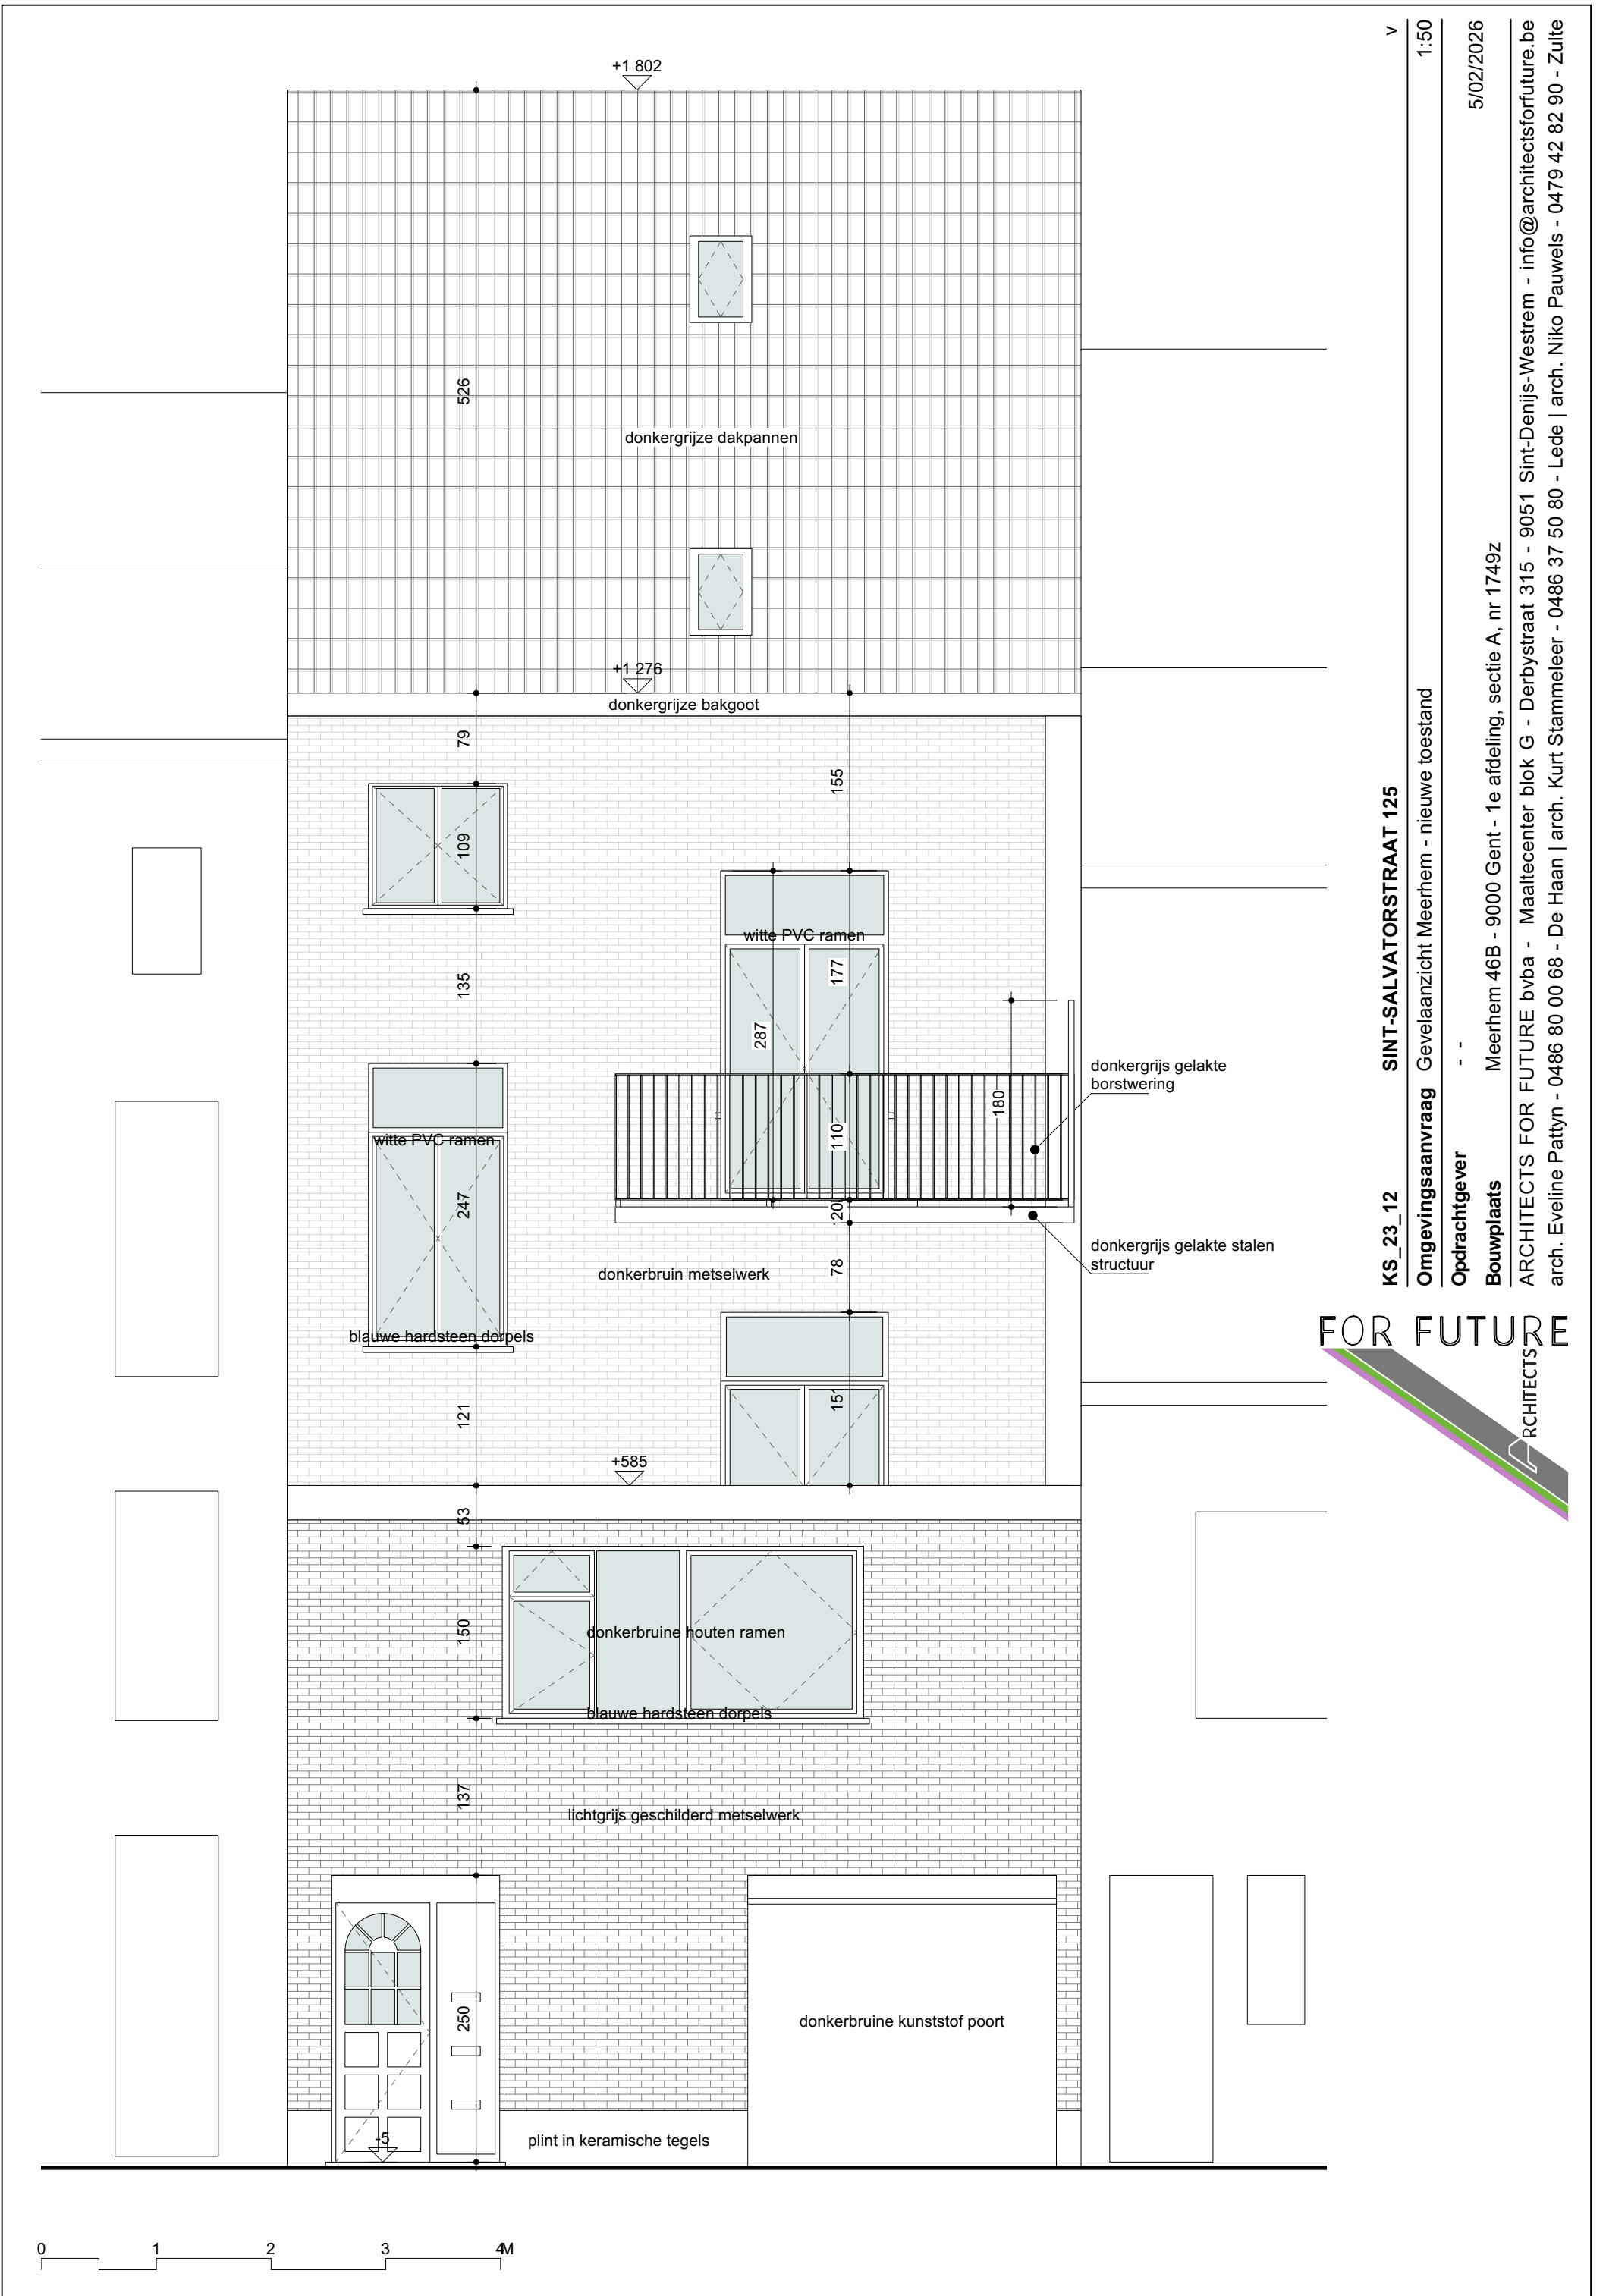 +1 802
526
donkergrijze dakpannen
+1 276
donkergrijze bakgoot
79
155
109
witte PVC ramen
177
135
287
donkergrijs gelakte
borstwering
180
110
witte PVC ramen
247
20
donkergrijs gelakte stalen
structuur
78
donkerbruin metselwerk
blauwe hardsteen dorpels
151
121
+585
53
150
donkerbruine houten ramen
blauwe hardsteen dorpels
137
lichtgrijs geschilderd metselwerk
250
donkerbruine kunststof poort
-5
plint in keramische tegels
0 1 2 3 4M
KS_23_12 SINT-SALVATORSTRAAT 125 v
Omgevingsaanvraag Gevelaanzicht Meerhem - nieuwe toestand 1:50
Opdrachtgever - - 5/02/2026
Bouwplaats Meerhem 46B - 9000 Gent - 1e afdeling, sectie A, nr 1749z
ARCHITECTS FOR FUTURE bvba - Maaltecenter blok G - Derbystraat 315 - 9051 Sint-Denijs-Westrem - info@architectsforfuture.be
arch. Eveline Pattyn - 0486 80 00 68 - De Haan | arch. Kurt Stammeleer - 0486 37 50 80 - Lede | arch. Niko Pauwels - 0479 42 82 90 - Zulte
FOR FUTURE
ARCHITECTS